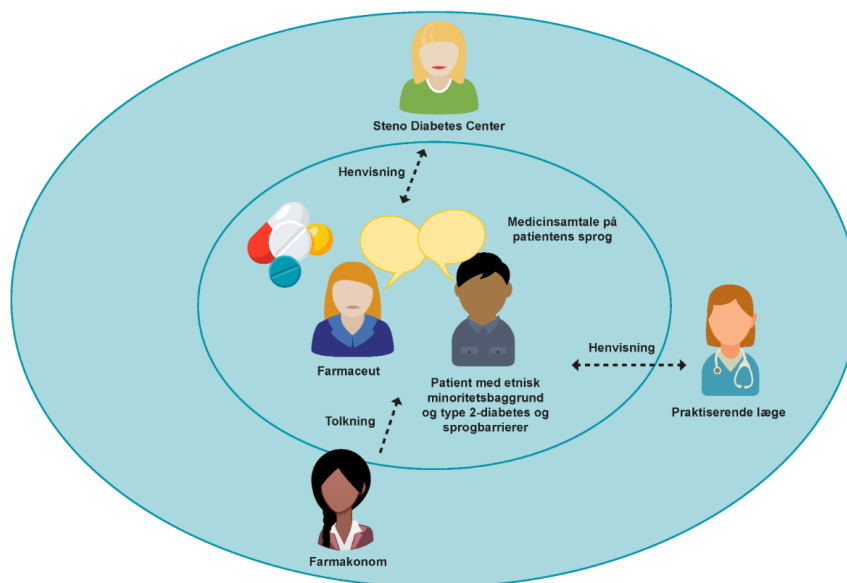 Steno Diabetes Center
Henvisning
Medicinsamtale på
patientens sprog
Farmaceut
Patient med etnisk
minoritetsbaggrund
og type 2-diabetes og
sprogbarrierer
Henvisning
Praktiserende læge
Tolkning
Farmakonom